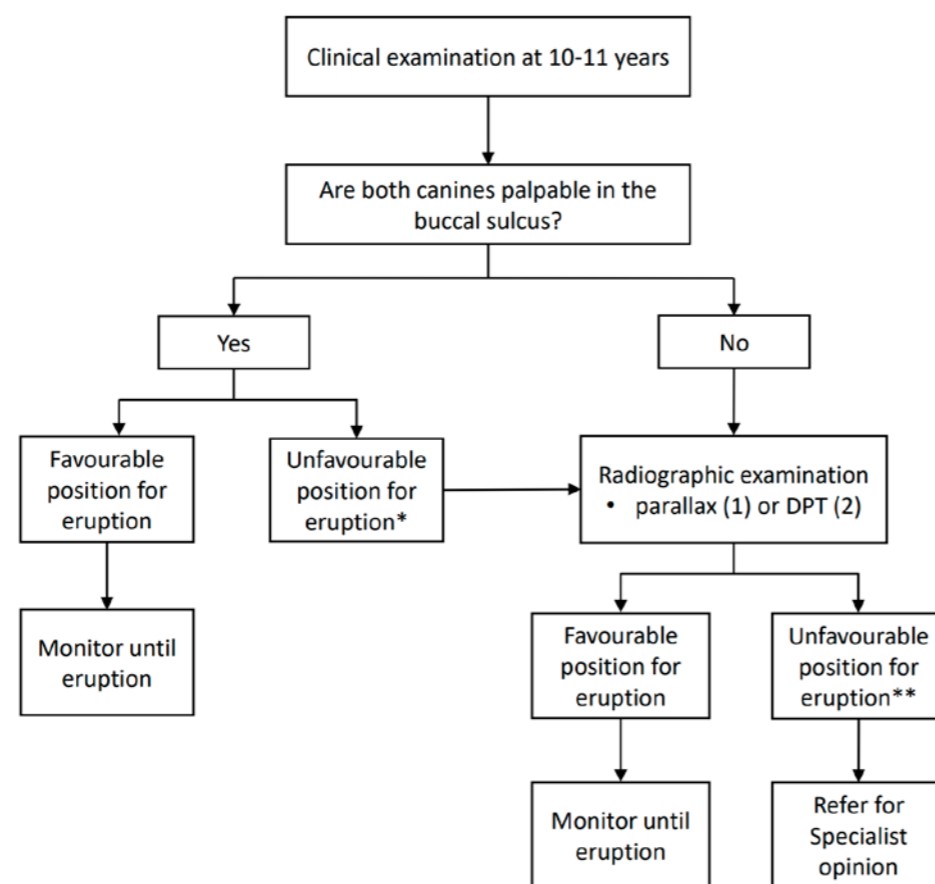 Clinical examination at 10-11 years
Are both canines palpable in the
buccal sulcus?
Yes
No
Favourable
position for
eruption
Unfavourable
position for
eruption*
Radiographic examination
• parallax (1) or DPT (2)
Monitor until
eruption
Favourable
position for
eruption
Unfavourable
position for
eruption**
Monitor until
eruption
Refer for
Specialist
opinion